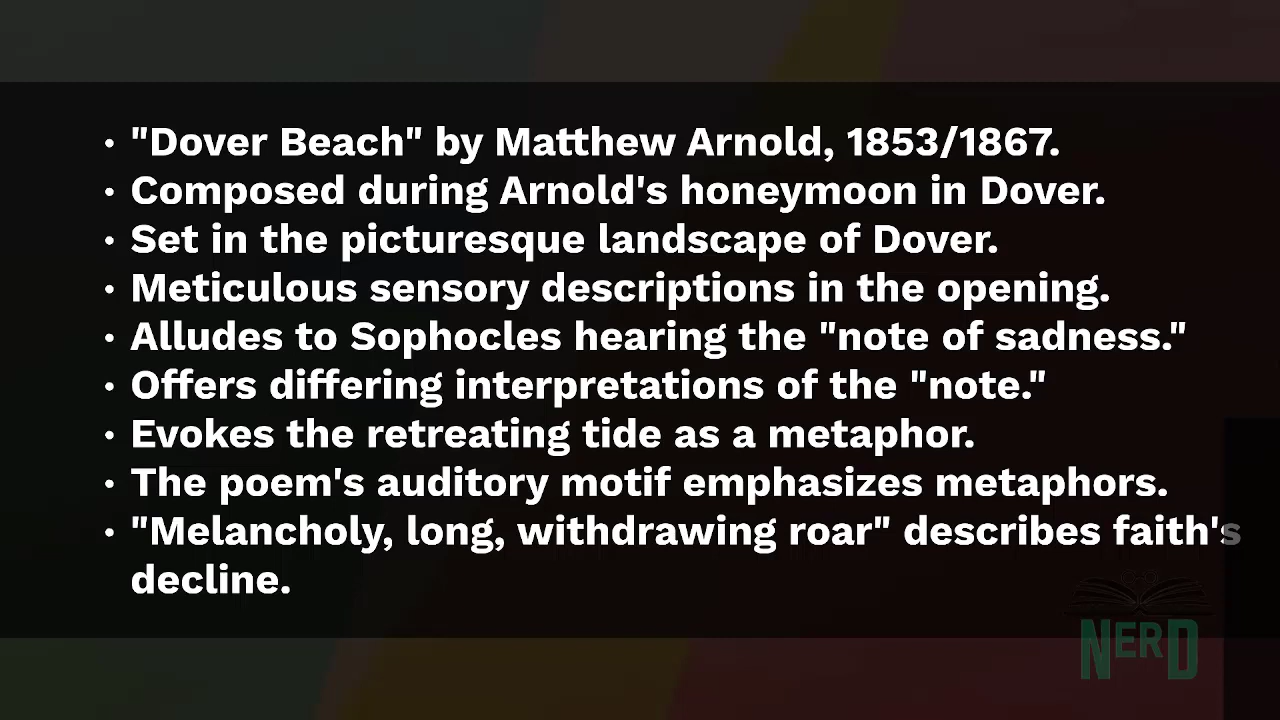 • "Dover Beach" by Matthew Arnold, 1853/1867.
• Composed during Arnold's honeymoon in Dover.
• Set in the picturesque landscape of Dover.
• Meticulous sensory descriptions in the opening.
• Alludes to Sophocles hearing the "note of sadness."
• Offers differing interpretations of the "note."
• Evokes the retreating tide as a metaphor.
• The poem's auditory motif emphasizes metaphors.
• "Melancholy, long, withdrawing roar" describes faith's
decline.
NERD